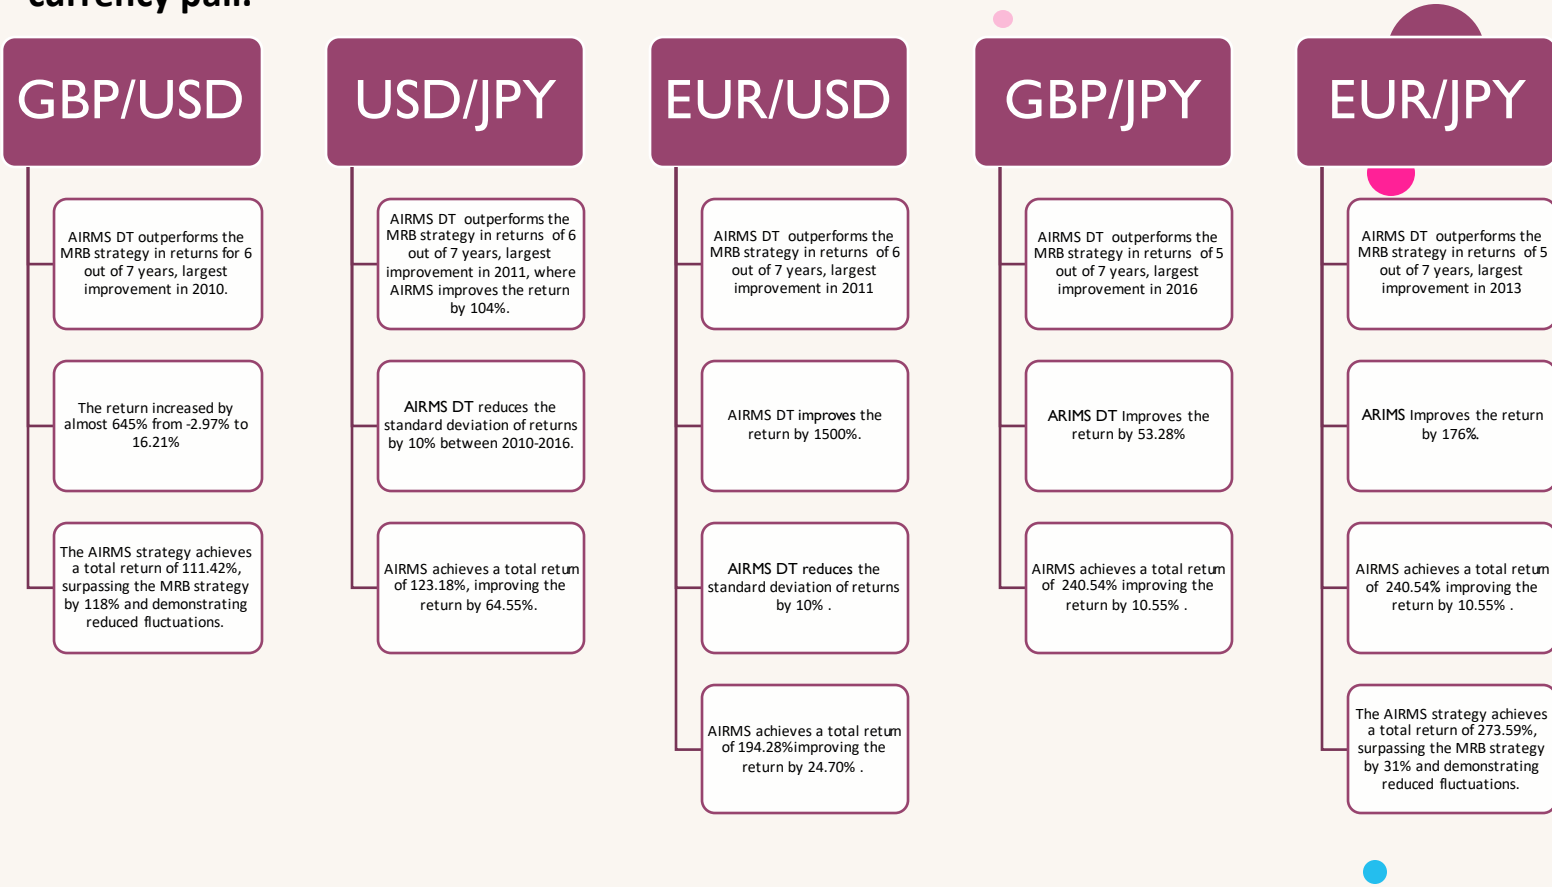 currency pair.
GBP/USD
AIRMS DT outperforms the
MRB strategy in returns for 6
out of 7 years, largest
improvement in 2010.
The return increased by
almost 645% from -2.97% to
16.21%
The AIRMS strategy achieves
a total return of 111.42%,
surpassing the MRB strategy
by 118% and demonstrating
reduced fluctuations.
USD/JPY
AIRMS DT outperforms the
MRB strategy in returns of 6
out of 7 years, largest
improvement in 2011, where
AIRMS improves the return
by 104%.
AIRMS DT reduces the
standard deviation of returns
by 10% between 2010-2016.
AIRMS achieves a total return
of 123.18%, improving the
return by 64.55%.
EUR/USD
AIRMS DT outperforms the
MRB strategy in returns of 6
out of 7 years, largest
improvement in 2011
AIRMS DT improves the
return by 1500%.
AIRMS DT reduces the
standard deviation of returns
by 10% .
AIRMS achieves a total return
of 194.28%improving the
return by 24.70% .
GBP/JPY
AIRMS DT outperforms the
MRB strategy in returns of 5
out of 7 years, largest
improvement in 2016
ARIMS DT Improves the
return by 53.28%
AIRMS achieves a total return
of 240.54% improving the
return by 10.55% .
EUR/JPY
AIRMS DT outperforms the
MRB strategy in returns of 5
out of 7 years, largest
improvement in 2013
ARIMS Improves the return
by 176%.
AIRMS achieves a total return
of 240.54% improving the
return by 10.55% .
The AIRMS strategy achieves
a total return of 273.59%,
surpassing the MRB strategy
by 31% and demonstrating
reduced fluctuations.